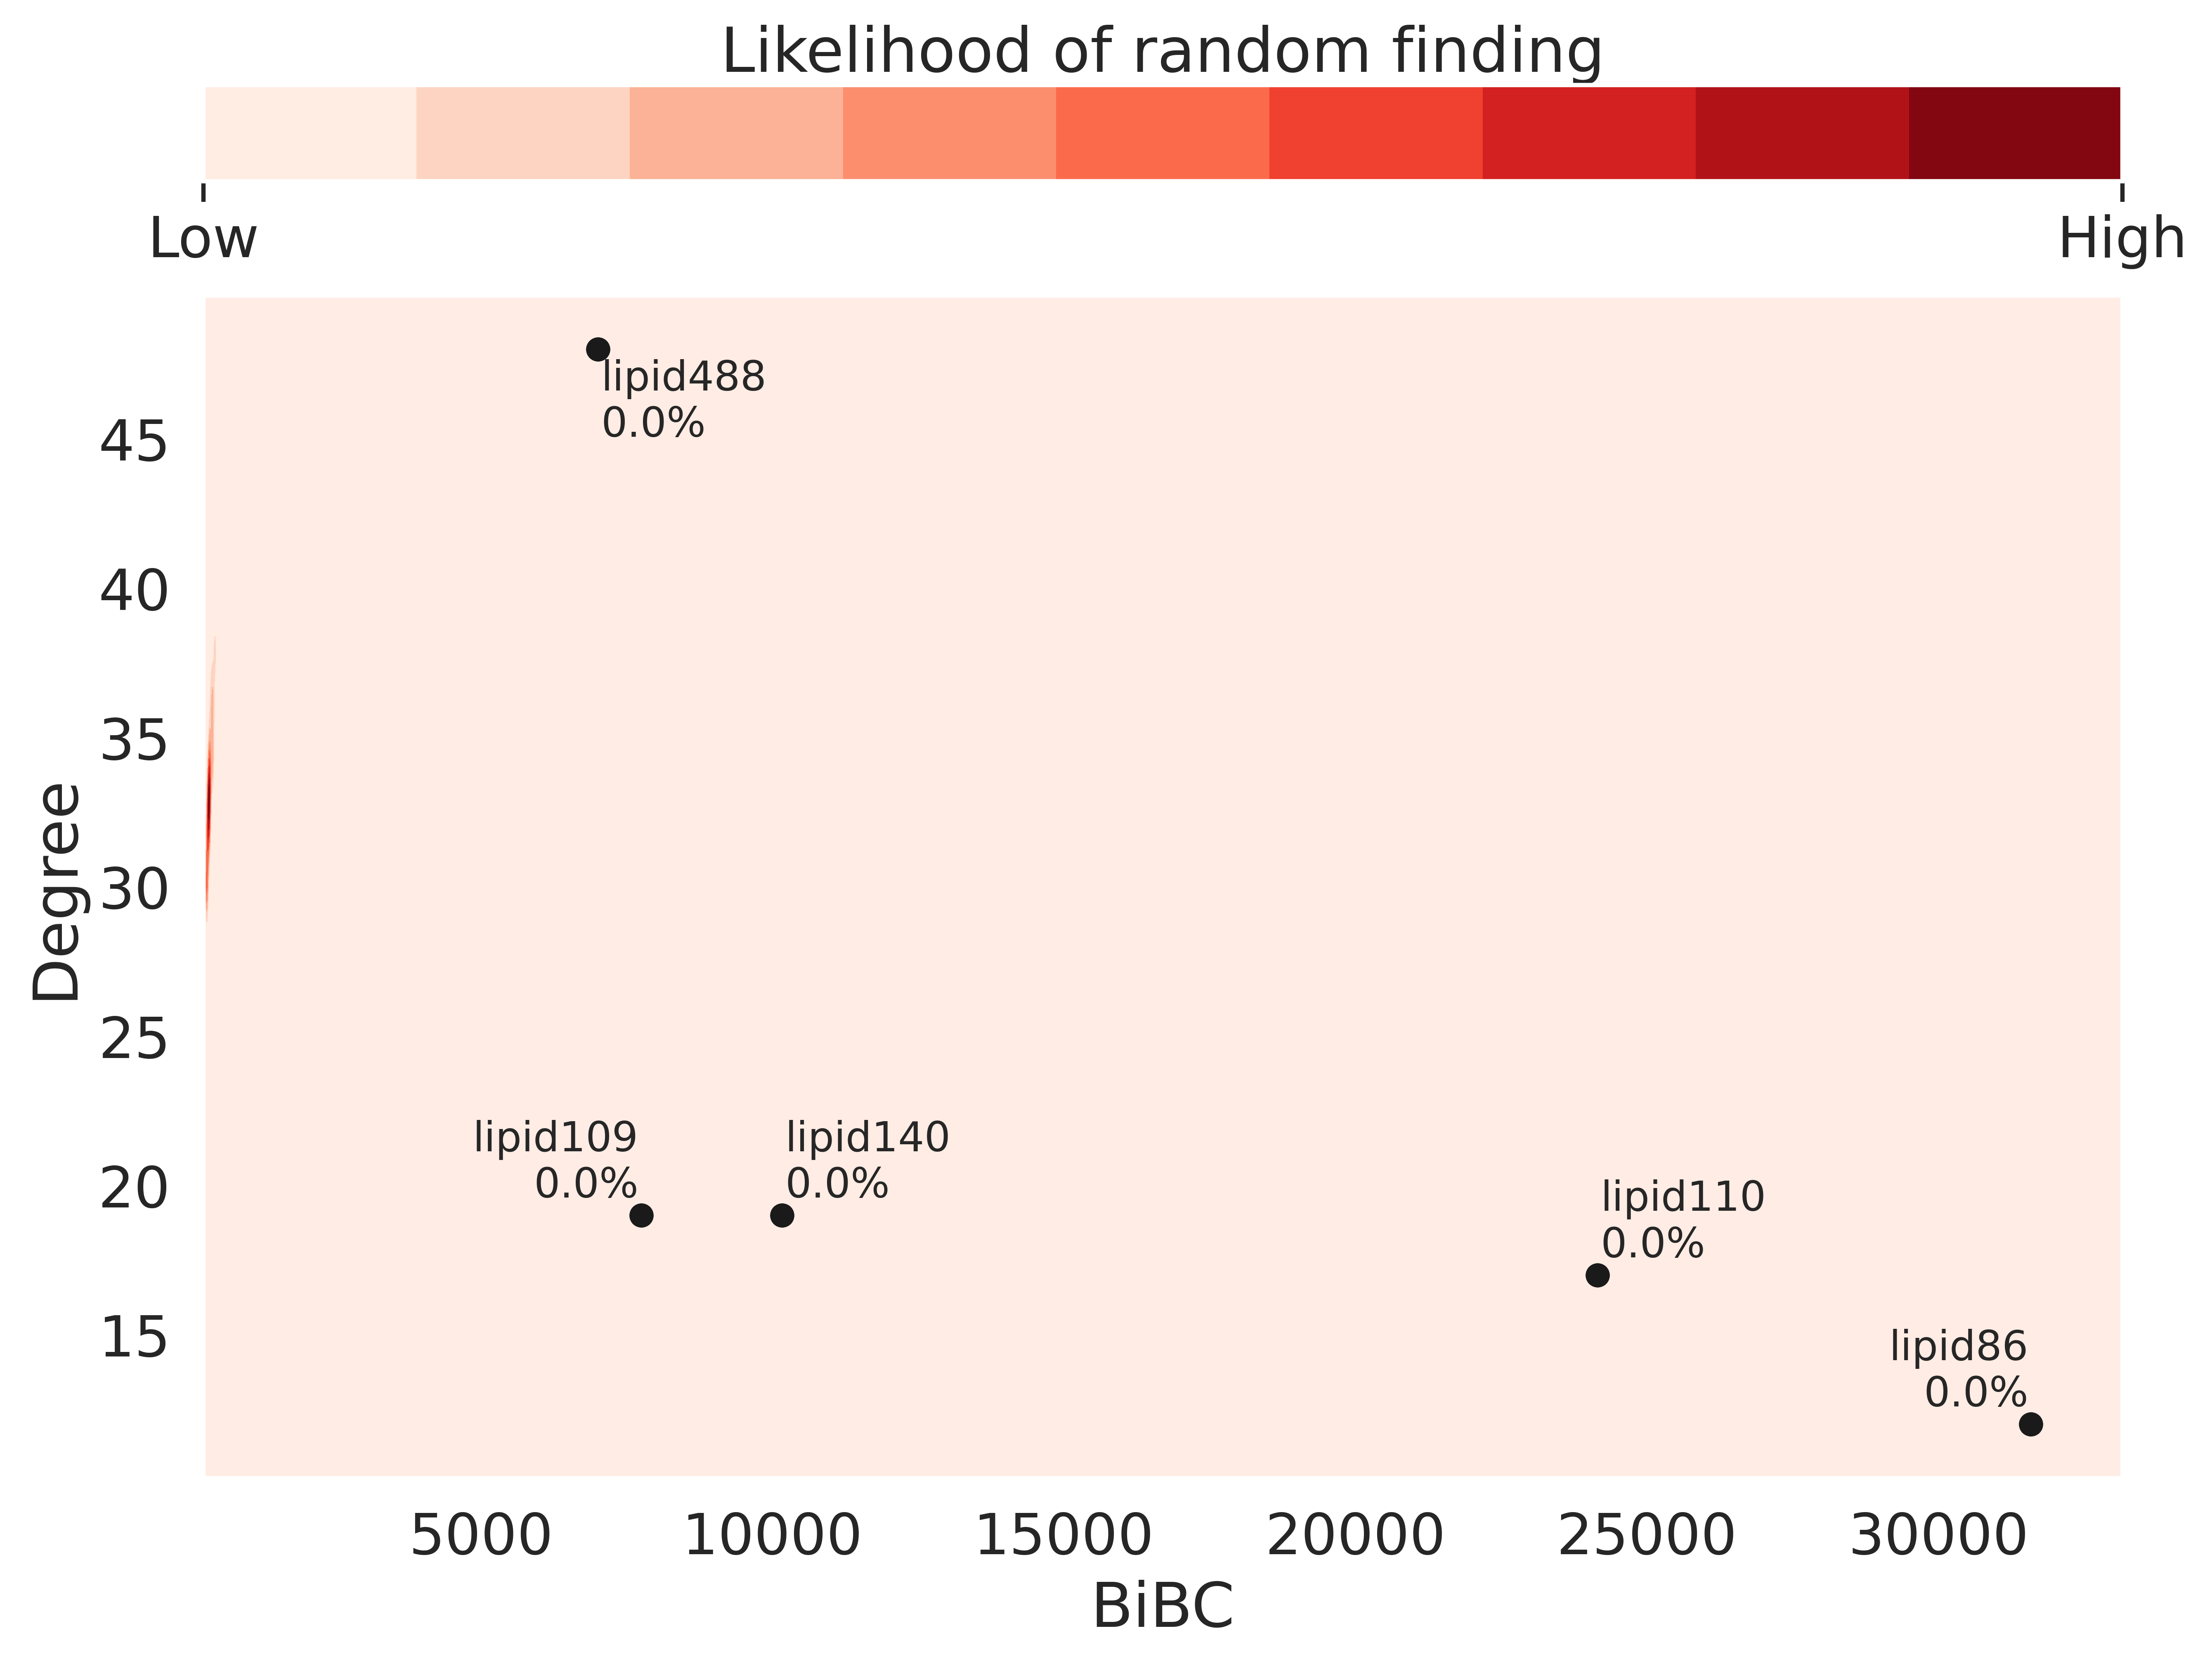 Likelihood of random finding
Low
High
lipid488
0.0%
45
40
35
30
25
20
15
Degree
lipid109
0.0%
lipid140
0.0%
lipid110
0.0%
lipid86
0.0%
5000
10000
15000
20000
25000
30000
BiBC